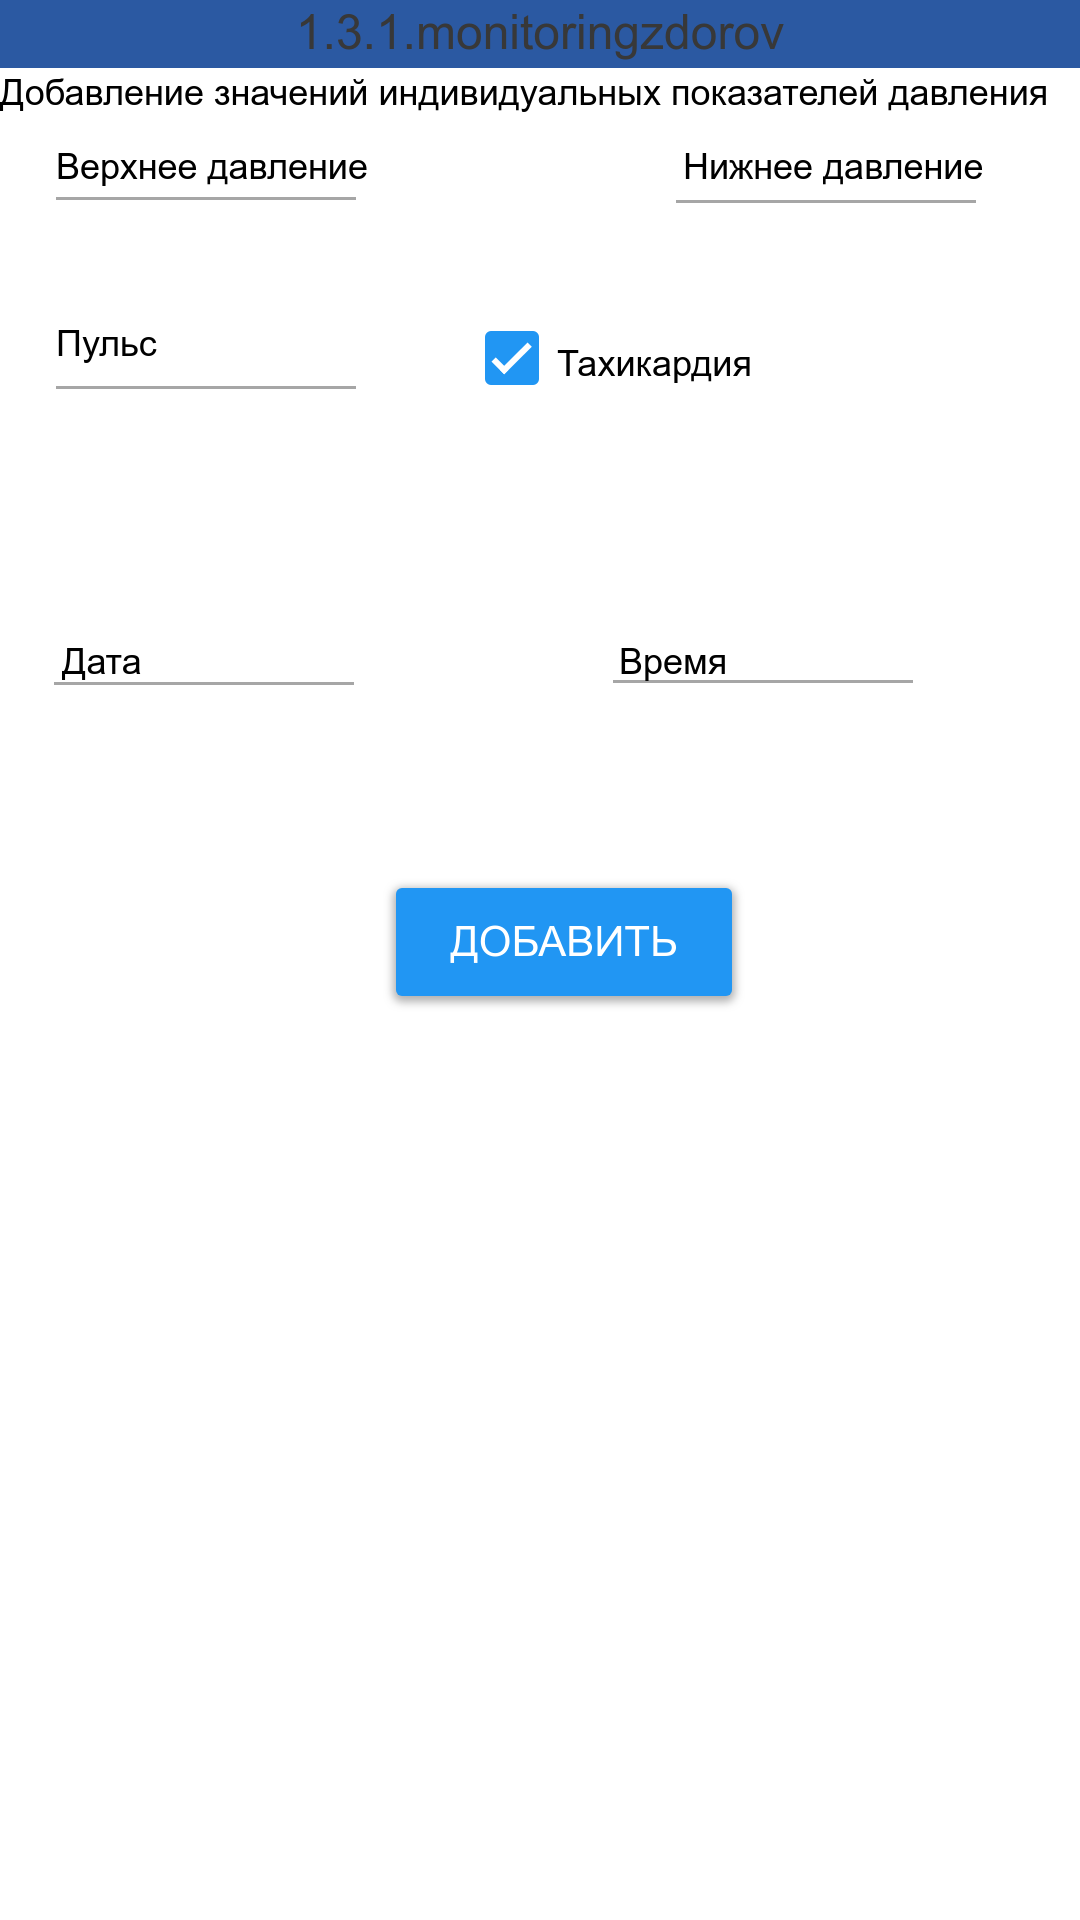 1.3.1.monitoringzdorov
Добавление значений индивидуальных показателей давления
Верхнее давление
Нижнее давление
Пульс
Тахикардия
Дата
Время
ДОБАВИТЬ